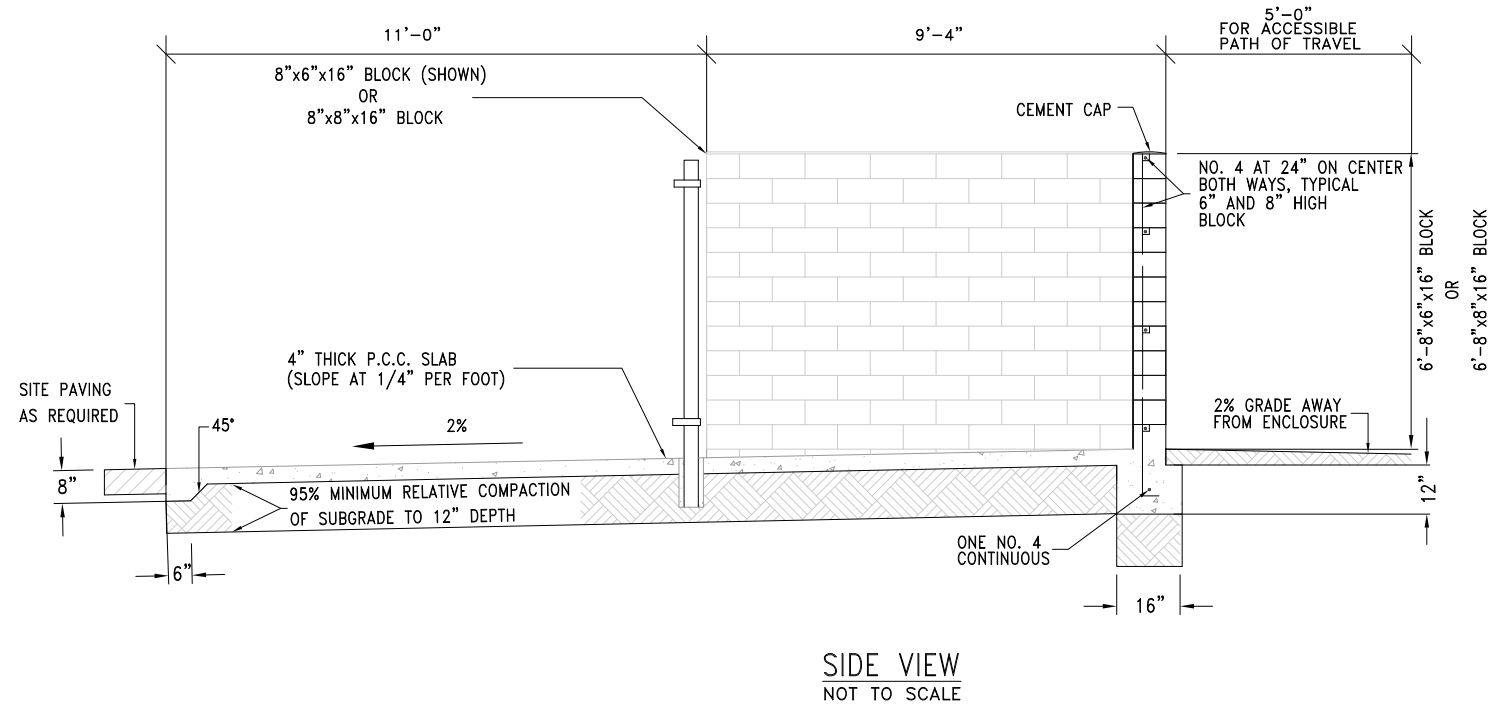 11'-0"
9'-4"
5'-0"
FOR ACCESSIBLE
PATH OF TRAVEL
8"x6"x16" BLOCK (SHOWN)
OR
8"x8"x16" BLOCK
CEMENT CAP
NO. 4 AT 24" ON CENTER
BOTH WAYS, TYPICAL
6" AND 8" HIGH
BLOCK
6'-8"x6"x16" BLOCK
OR
6'-8"x8"x16" BLOCK
4" THICK P.C.C. SLAB
(SLOPE AT 1/4" PER FOOT)
SITE PAVING
AS REQUIRED
45°
2%
2% GRADE AWAY
FROM ENCLOSURE
8"
95% MINIMUM RELATIVE COMPACTION
OF SUBGRADE TO 12" DEPTH
12"
ONE NO. 4
CONTINUOUS
6"
16"
SIDE VIEW
NOT TO SCALE